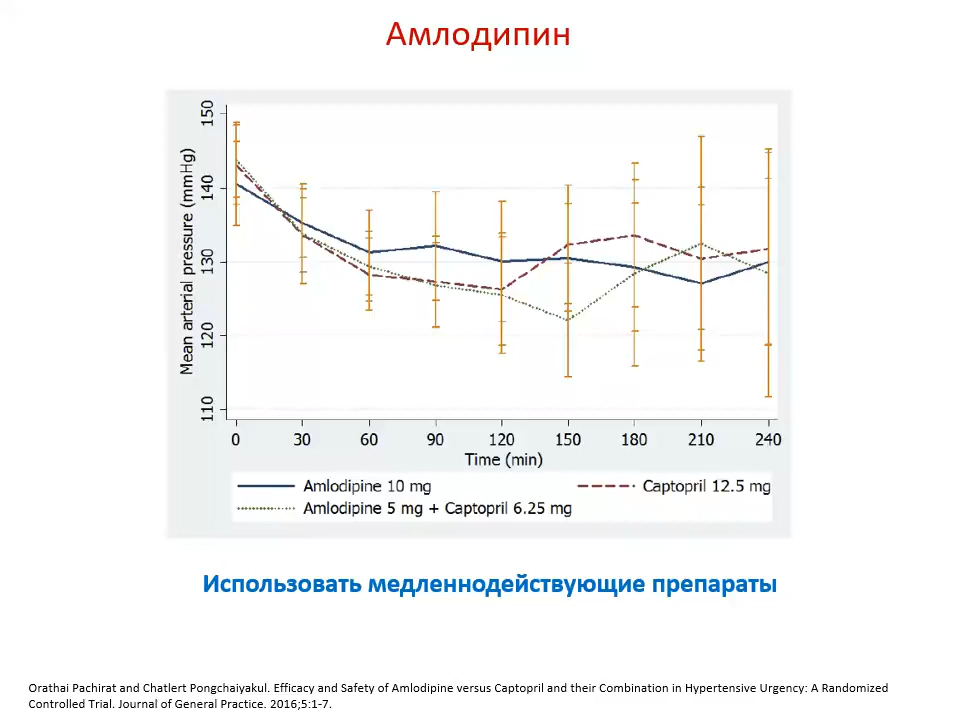 Амлодипин
150
140
130
120
110
Mean arterial pressure (mmHg)
0 30 60 90 120 150 180 210 240
Time (min)
Amlodipine 10 mg
Captopril 12.5 mg
Amlodipine 5 mg + Captopril 6.25 mg
Использовать медленнодействующие препараты
Orathai Pachirat and Chatlert Pongchaiyakul. Efficacy and Safety of Amlodipine versus Captopril and their Combination in Hypertensive Urgency: A Randomized
Controlled Trial. Journal of General Practice. 2016;5:1-7.